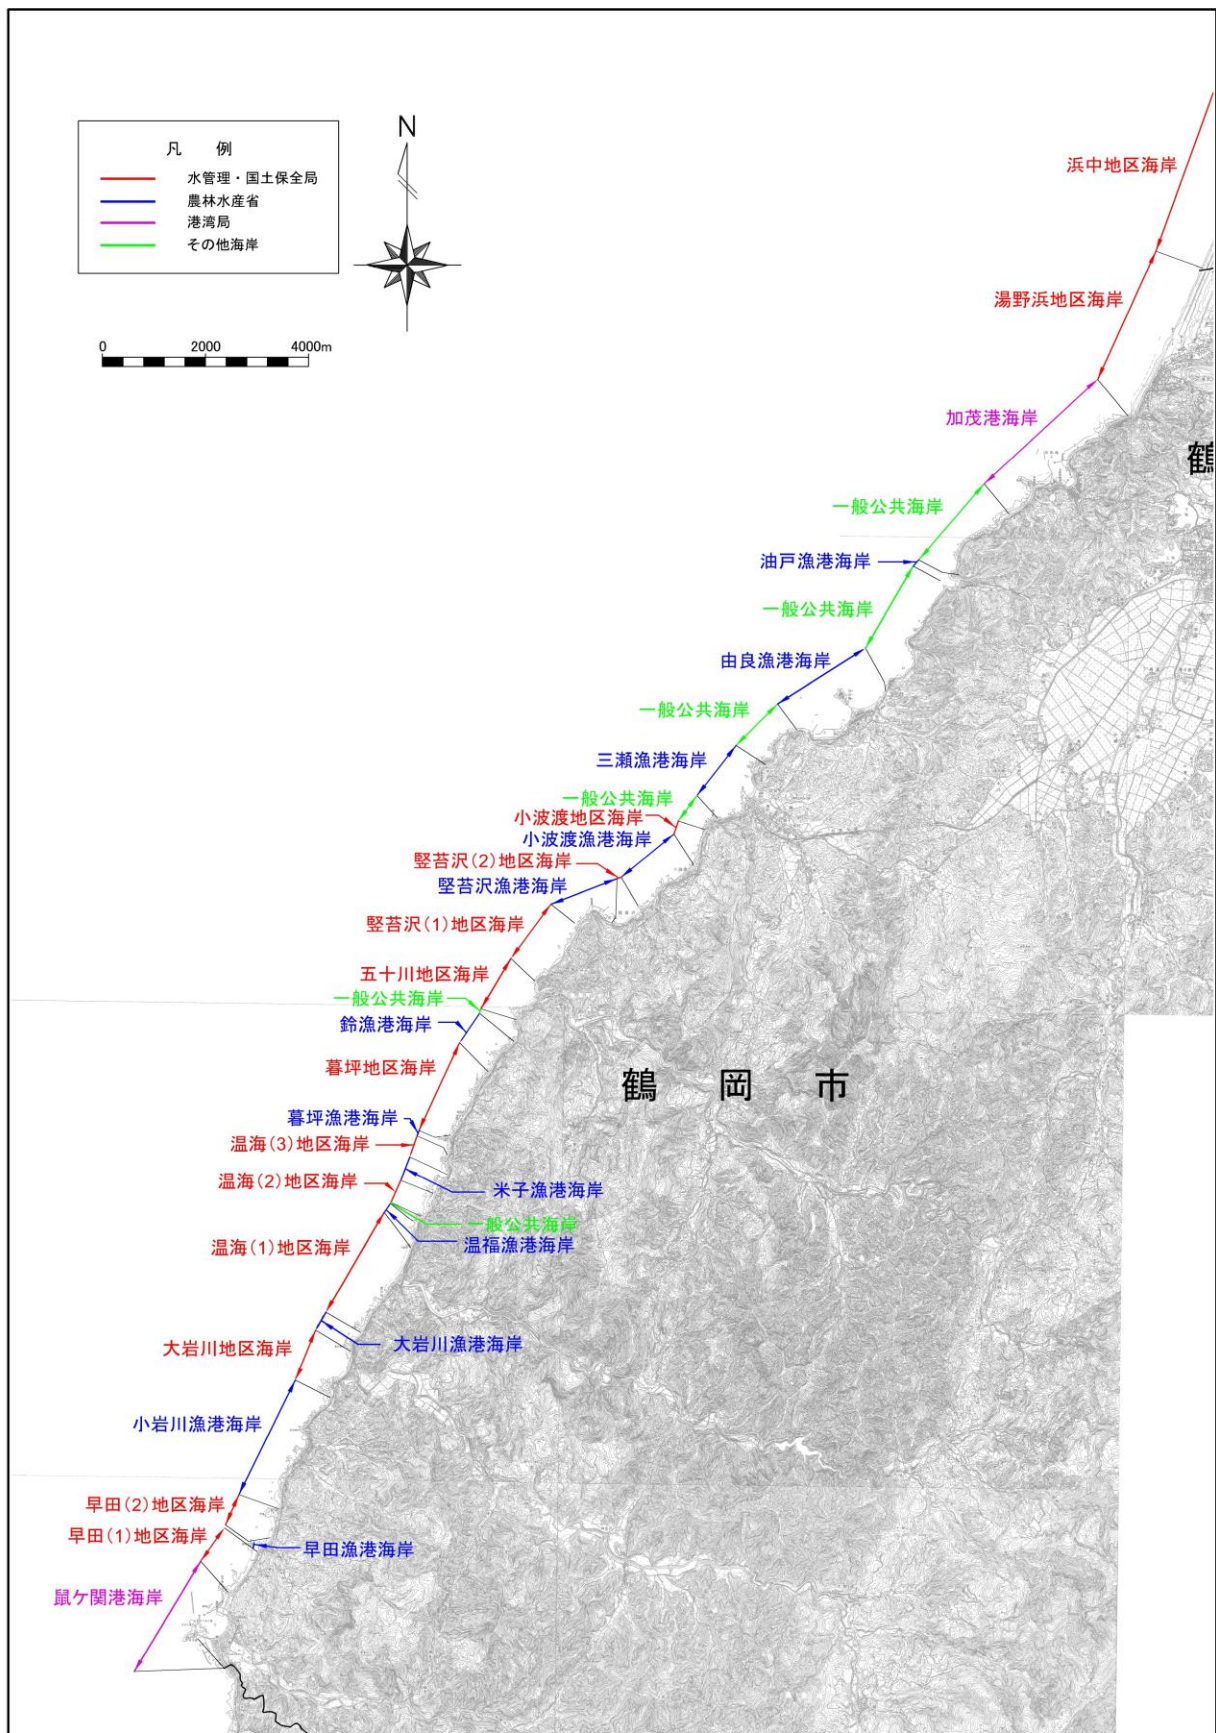 凡 例
水管理・国土保全局
農林水産省
港湾局
その他海岸
N
0 2000 4000m
浜中地区海岸
湯野浜地区海岸
加茂港海岸
鶴
一般公共海岸
油戸漁港海岸
一般公共海岸
由良漁港海岸
一般公共海岸
三瀬漁港海岸
一般公共海岸
小波渡地区海岸
小波渡漁港海岸
竪苔沢(2)地区海岸
堅苔沢漁港海岸
竪苔沢(1)地区海岸
五十川地区海岸
一般公共海岸
鈴漁港海岸
暮坪地区海岸
鶴 岡 市
暮坪漁港海岸
温海(3)地区海岸
温海(2)地区海岸
米子漁港海岸
一般公共海岸
温福漁港海岸
温海(1)地区海岸
大岩川地区海岸
大岩川漁港海岸
小岩川漁港海岸
早田(2)地区海岸
早田(1)地区海岸
早田漁港海岸
鼠ケ関港海岸